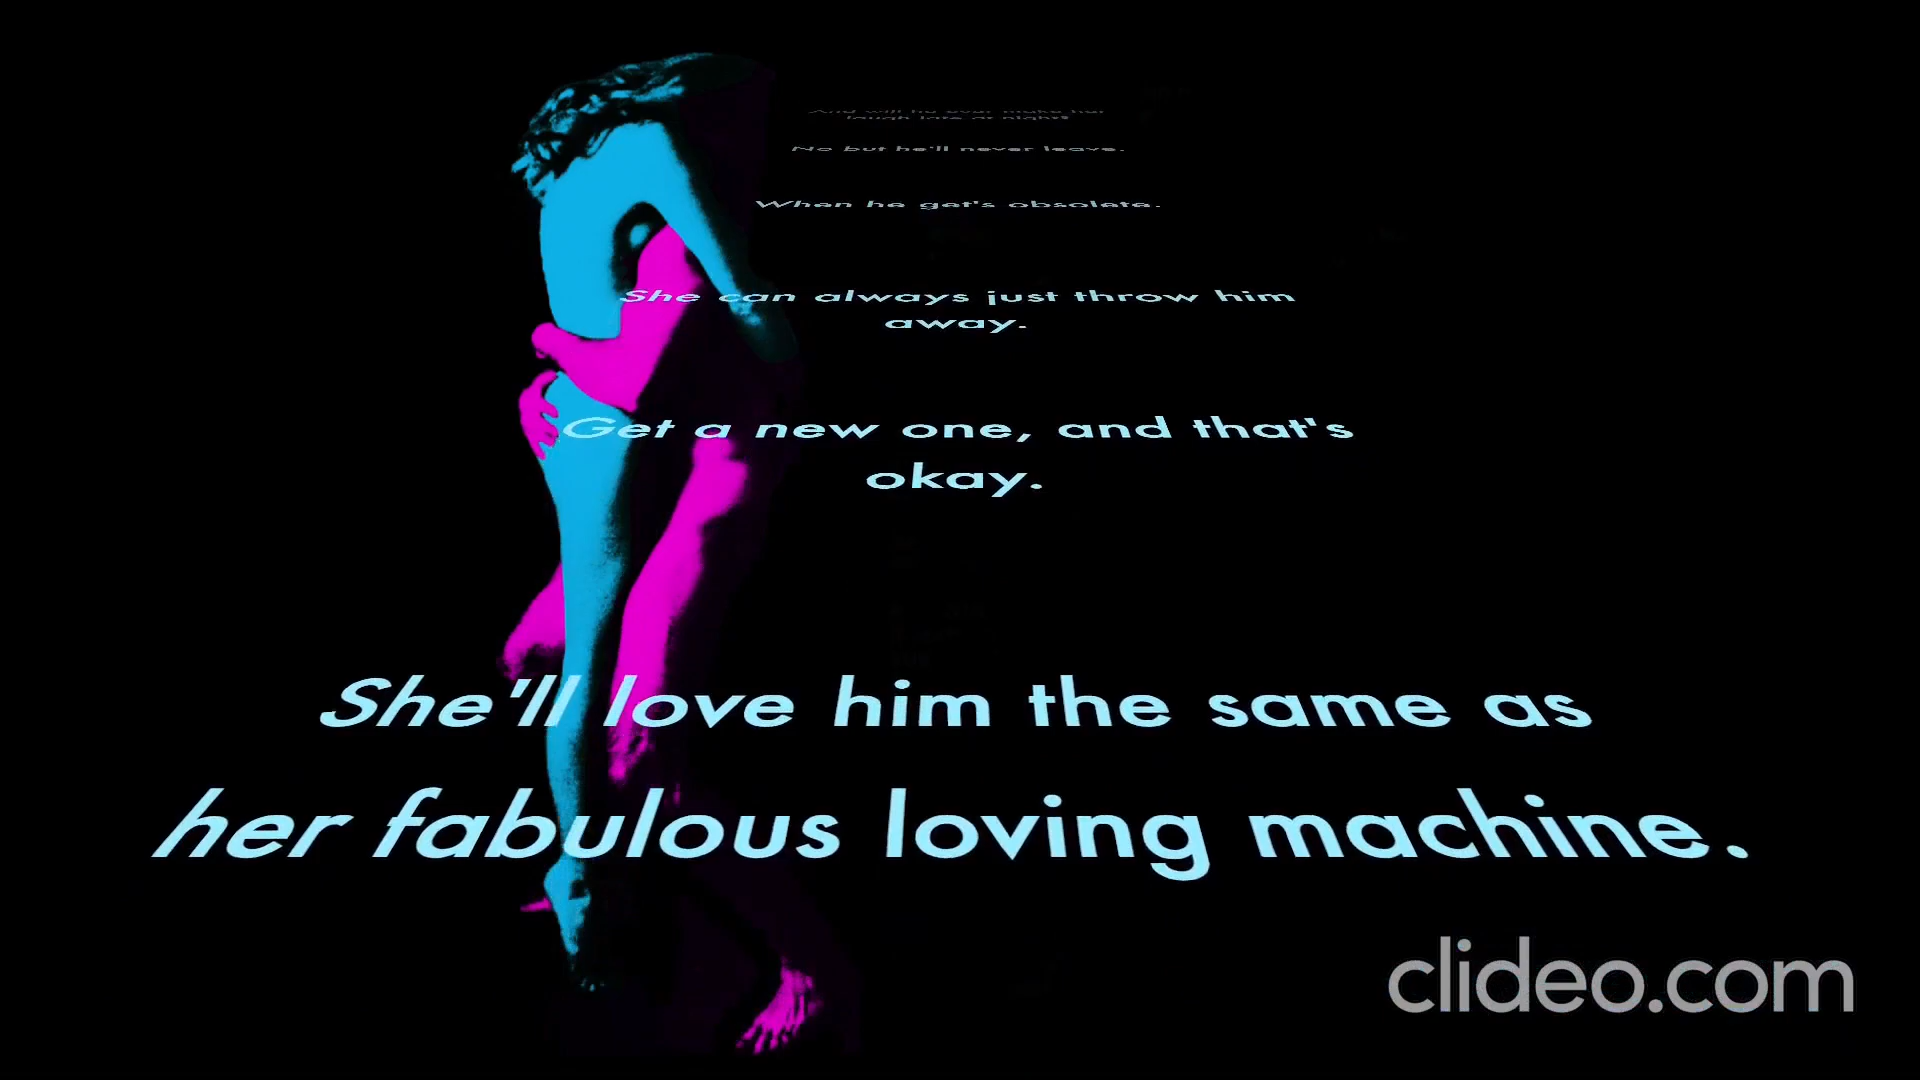 And will he ever make her
laugh late at night?
No but he'll never leave.
When he get's obsolete.
She can always just throw him
away.
Get a new one, and that's
okay.
She'll love him the same as
her fabulous loving machine.
clideo.com